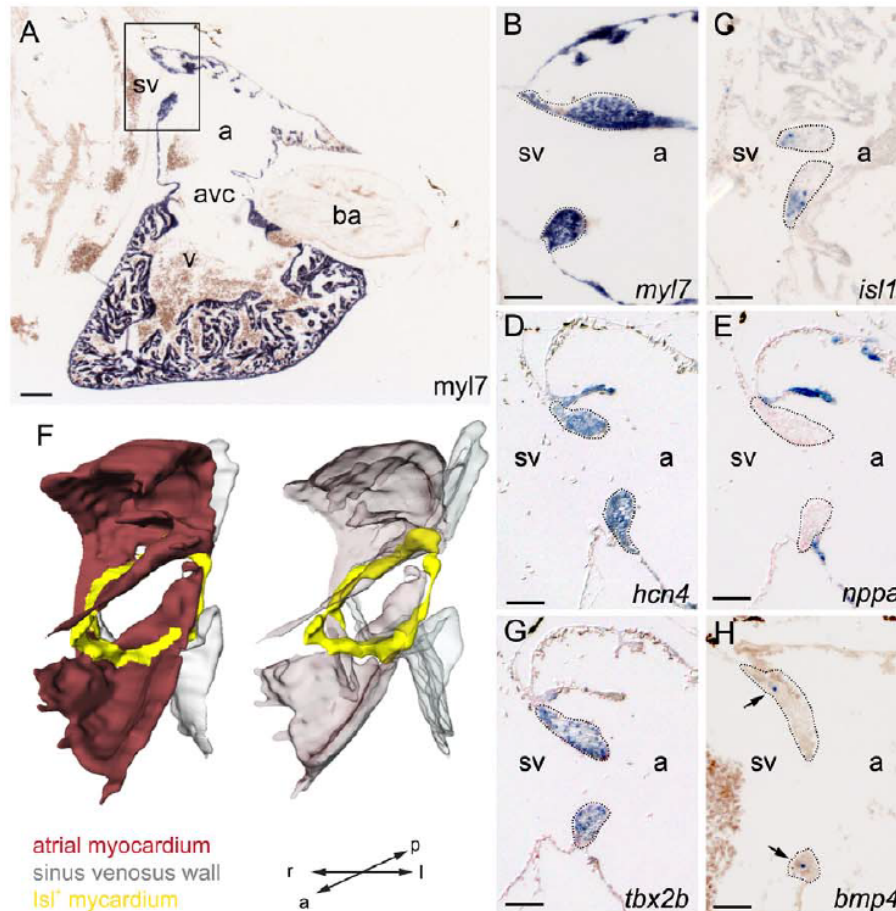 A
sv
a
avc
ba
v
myl7
B
sv
a
myl7
C
sv
a
isl1
D
sv
a
hcn4
E
sv
a
nppa
F
atrial myocardium
sinus venosus wall
Isl⁺ mycardium
p
r
l
a
G
sv
a
tbx2b
H
sv
a
bmp4